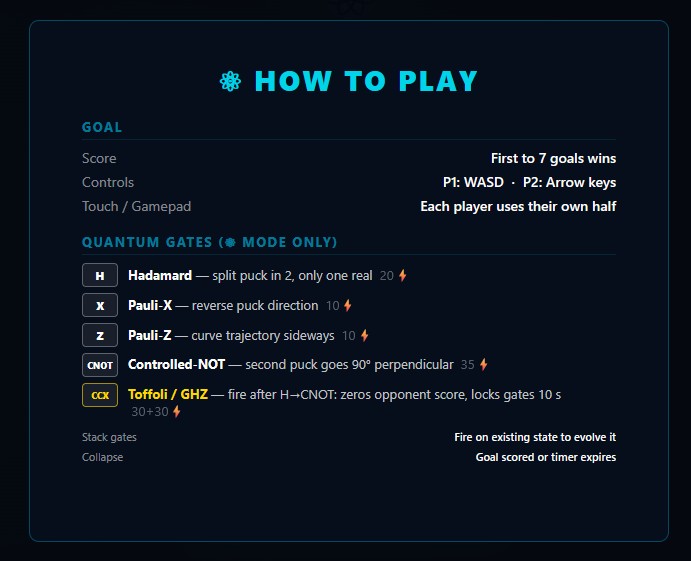 ⚛ HOW TO PLAY
GOAL
Score First to 7 goals wins
Controls P1: WASD · P2: Arrow keys
Touch / Gamepad Each player uses their own half
QUANTUM GATES (⚛ MODE ONLY)
H Hadamard — split puck in 2, only one real 20⚡
X Pauli-X — reverse puck direction 10⚡
Z Pauli-Z — curve trajectory sideways 10⚡
CNOT Controlled-NOT — second puck goes 90° perpendicular 35⚡
CCX Toffoli / GHZ — fire after H→CNOT: zeros opponent score, locks gates 10 s
30+30⚡
Stack gates Fire on existing state to evolve it
Collapse Goal scored or timer expires